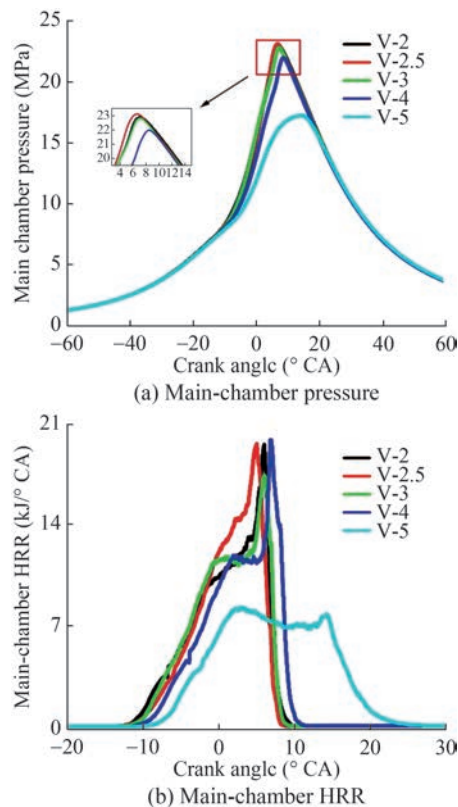 25
20
15
10
5
0
Main chamber pressure (MPa)
V-2
V-2.5
V-3
V-4
V-5
23
22
21
20
4 6 8 10 12 14
−60 −40 −20 0 20 40 60
Crank anglc (° CA)
(a) Main-chamber pressure
21
14
7
0
Main-chamber HRR (kJ/° CA)
V-2
V-2.5
V-3
V-4
V-5
−20 −10 0 10 20 30
Crank anglc (° CA)
(b) Main-chamber HRR